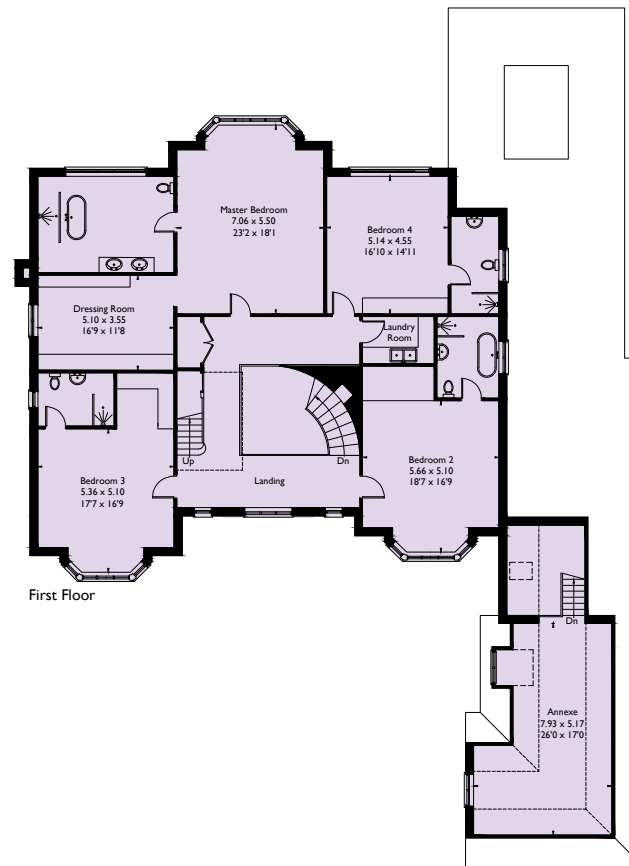 Master Bedroom
7.06 x 5.50
23'2 x 18'1
Bedroom 4
5.14 x 4.55
16'10 x 14'11
Dressing Room
5.10 x 3.55
16'9 x 11'8
Laundry
Room
Up
Dn
Landing
Bedroom 3
5.36 x 5.10
17'7 x 16'9
Bedroom 2
5.66 x 5.10
18'7 x 16'9
First Floor
Dn
Annexe
7.93 x 5.17
26'0 x 17'0